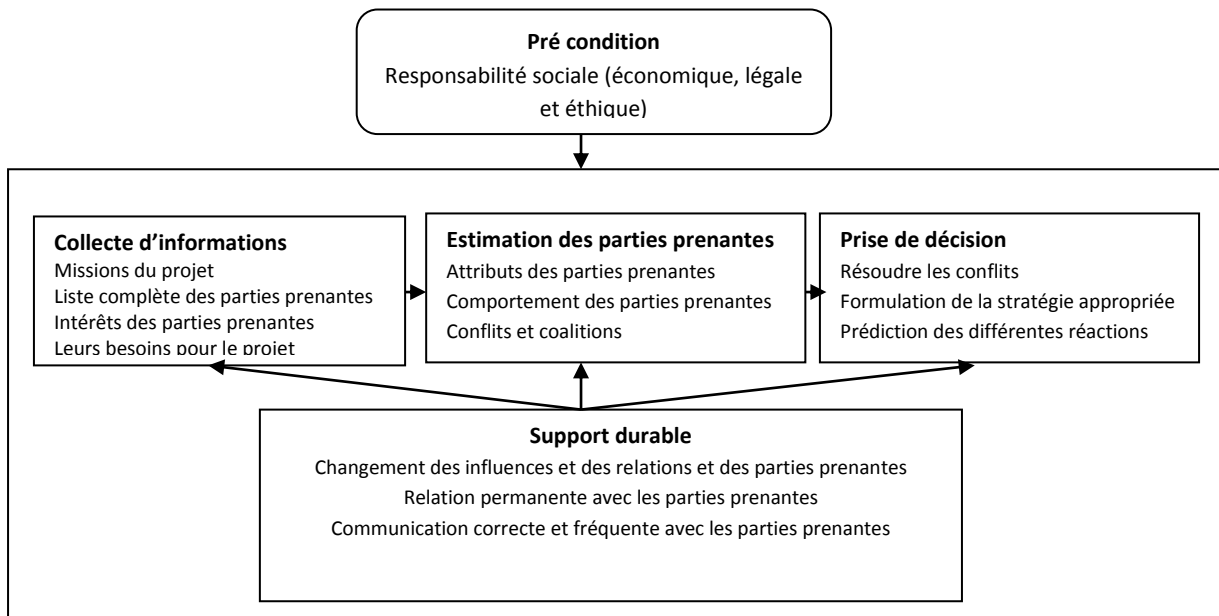 Pré condition
Responsabilité sociale (économique, légale
et éthique)
Collecte d’informations
Missions du projet
Liste complète des parties prenantes
Intérêts des parties prenantes
Leurs besoins pour le projet
Estimation des parties prenantes
Attributs des parties prenantes
Comportement des parties prenantes
Conflits et coalitions
Prise de décision
Résoudre les conflits
Formulation de la stratégie appropriée
Prédiction des différentes réactions
Support durable
Changement des influences et des relations et des parties prenantes
Relation permanente avec les parties prenantes
Communication correcte et fréquente avec les parties prenantes